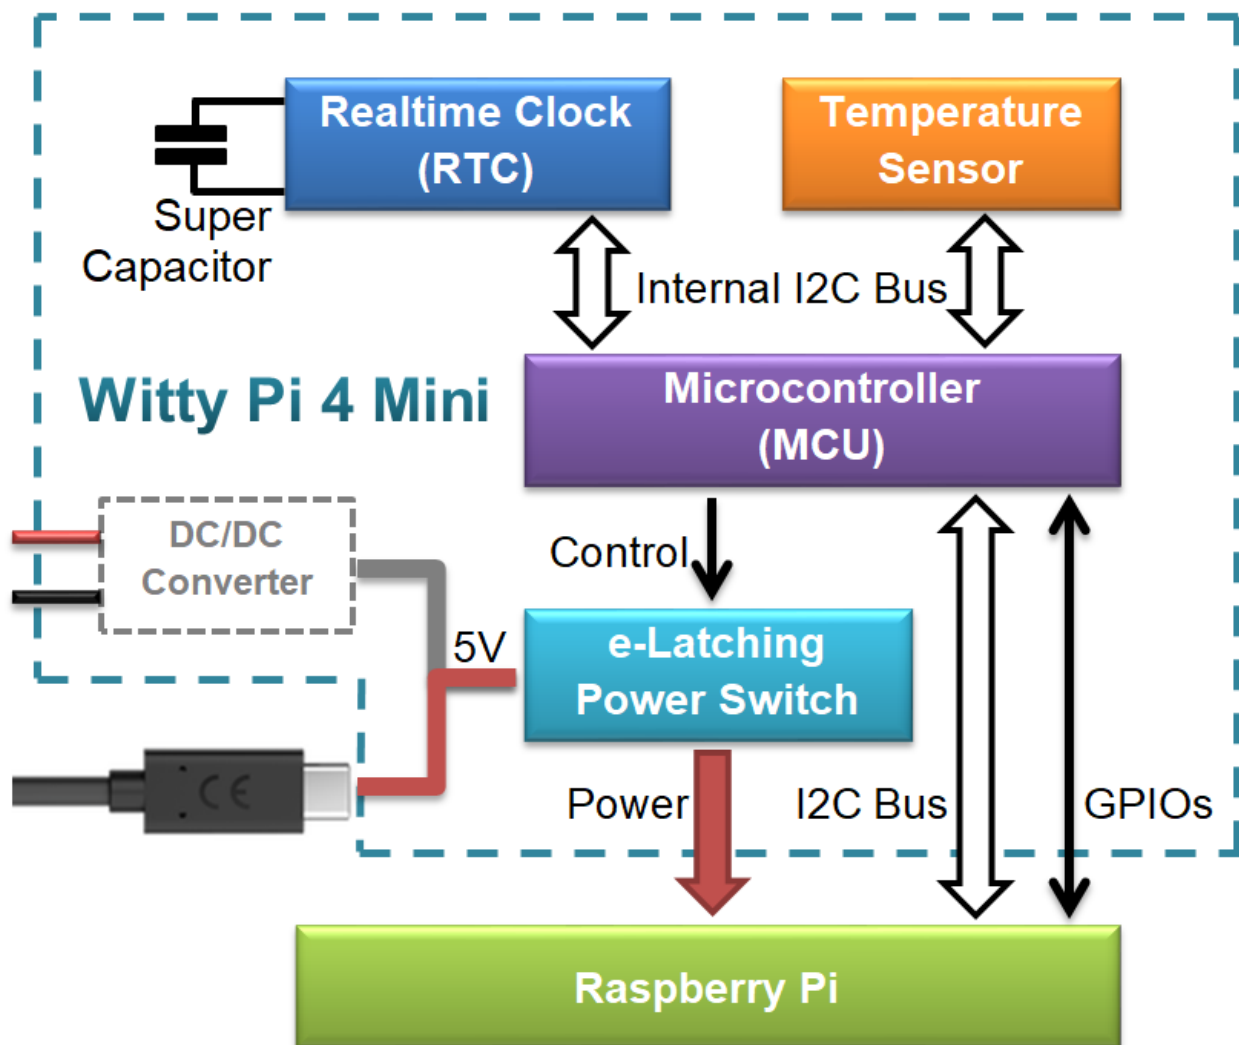 Realtime Clock
(RTC)
Temperature
Sensor
Super
Capacitor
Internal I2C Bus
Witty Pi 4 Mini
Microcontroller
(MCU)
DC/DC
Converter
Control
5V
e-Latching
Power Switch
CE
Power
I2C Bus
GPIOs
Raspberry Pi